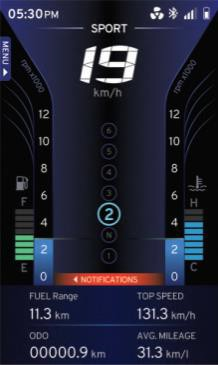 05:30PM
SPORT
MENU
19
km/h
rpm x1000
rpm x1000
12
12
10
10
8
8
6
6
4
4
2
2
0
0
6
5
4
3
2
N
1
F
E
H
C
NOTIFICATIONS
FUEL Range
TOP SPEED
11.3 km
131.3 km/h
ODO
AVG. MILEAGE
00000.9 km
31.3 km/l